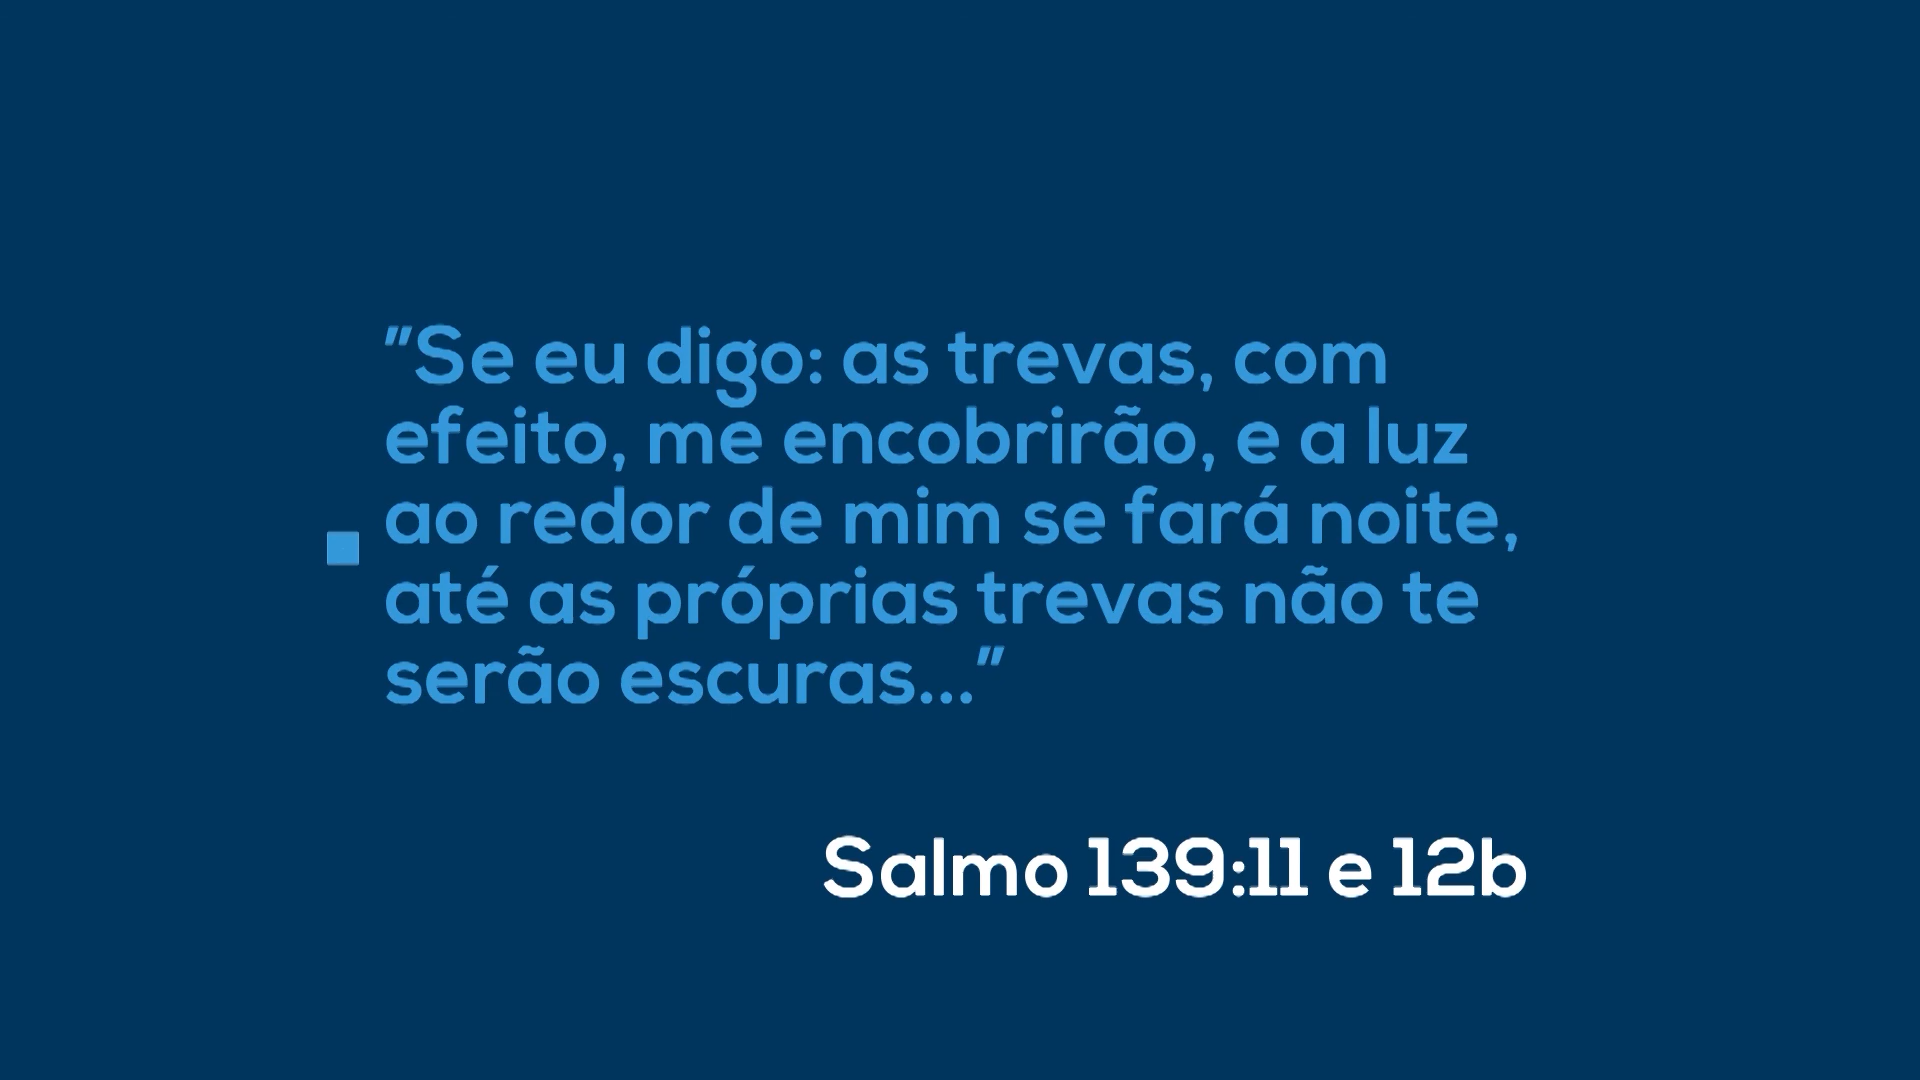 "Se eu digo: as trevas, com
efeito, me encobrirão, e a luz
ao redor de mim se fará noite,
até as próprias trevas não te
serão escuras..."
Salmo 139:11 e 12b